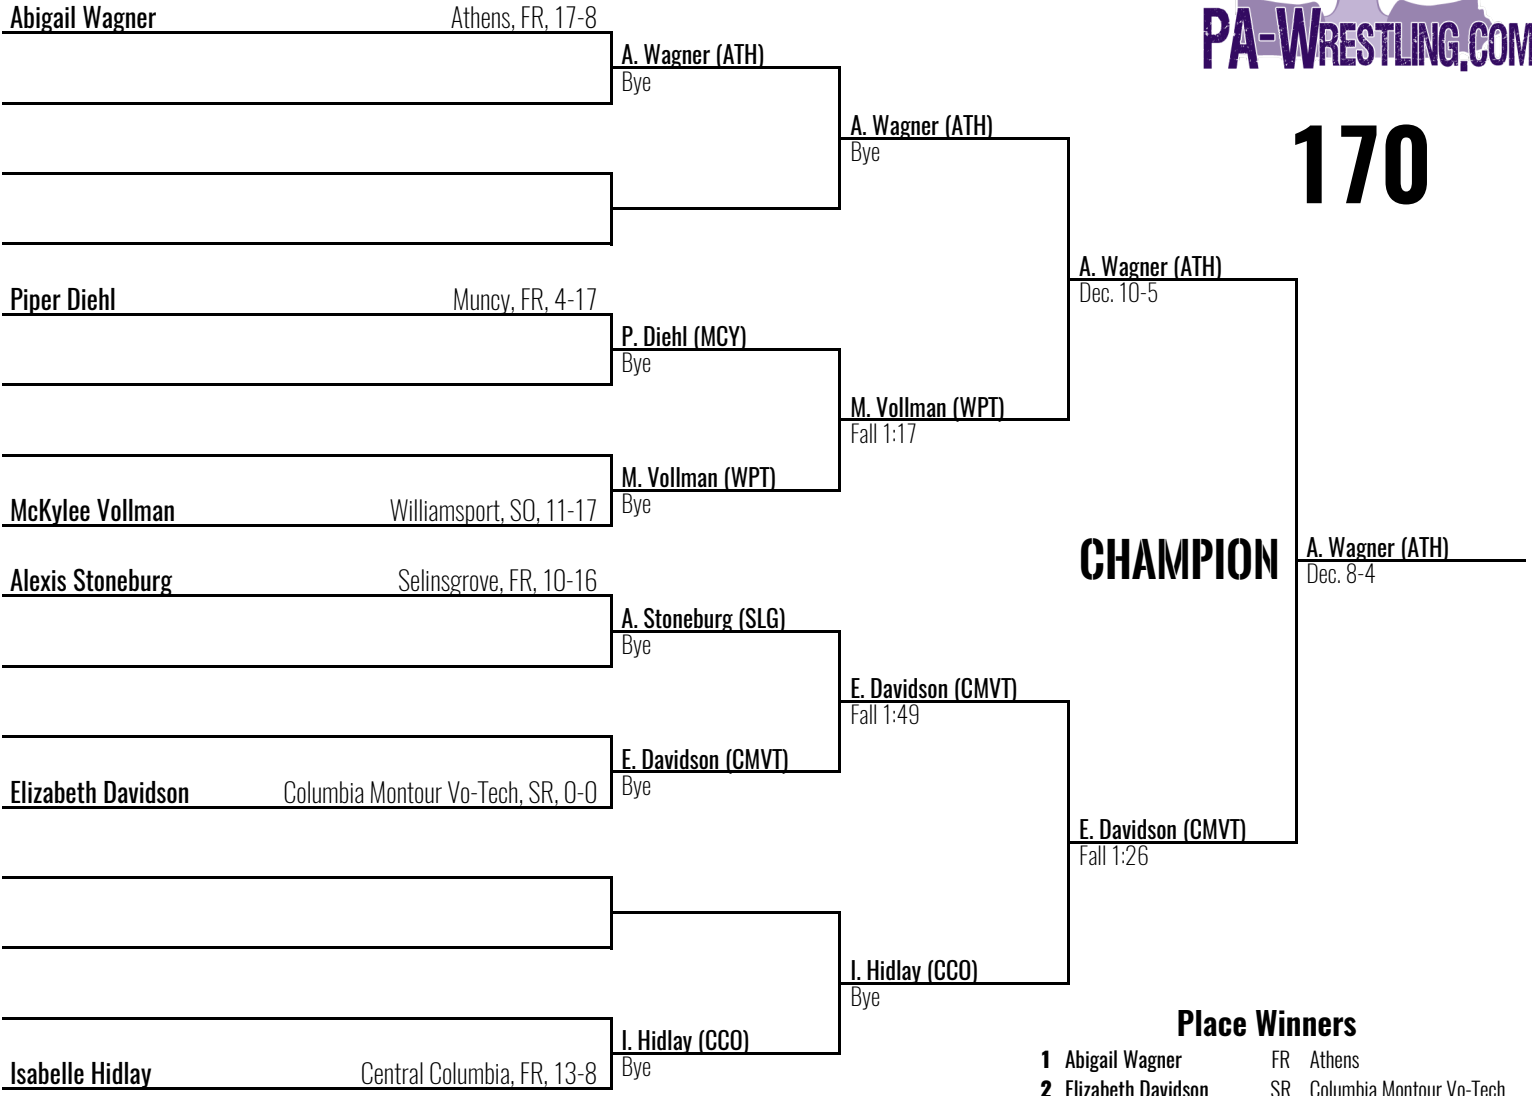 Abigail Wagner Athens, FR, 17-8
A. Wagner (ATH)
Bye
A. Wagner (ATH)
Bye
PA-WRESTLING.COM
170
A. Wagner (ATH)
Dec. 10-5
Piper Diehl Muncy, FR, 4-17
P. Diehl (MCY)
Bye
M. Vollman (WPT)
Fall 1:17
M. Vollman (WPT)
Bye
McKylee Vollman Williamsport, SO, 11-17
CHAMPION
A. Wagner (ATH)
Dec. 8-4
Alexis Stoneburg Selinsgrove, FR, 10-16
A. Stoneburg (SLG)
Bye
E. Davidson (CMVT)
Fall 1:49
E. Davidson (CMVT)
Bye
Elizabeth Davidson Columbia Montour Vo-Tech, SR, 0-0
E. Davidson (CMVT)
Fall 1:26
I. Hidlay (CCO)
Bye
I. Hidlay (CCO)
Bye
Isabelle Hidlay Central Columbia, FR, 13-8
Place Winners
1 Abigail Wagner FR Athens
2 Elizabeth Davidson SR Columbia Montour Vo-Tech